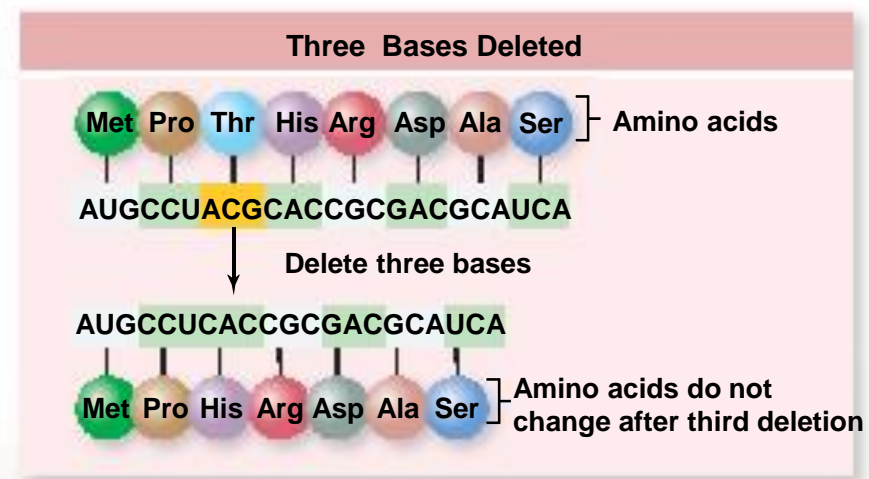 Three Bases Deleted
Met Pro Thr His Arg Asp Ala Ser Amino acids
AUGCCUACGCACCGCGACGCAUCA
Delete three bases
AUGCCUCACCGCGACGCAUCA
Met Pro His Arg Asp Ala Ser Amino acids do not
change after third deletion